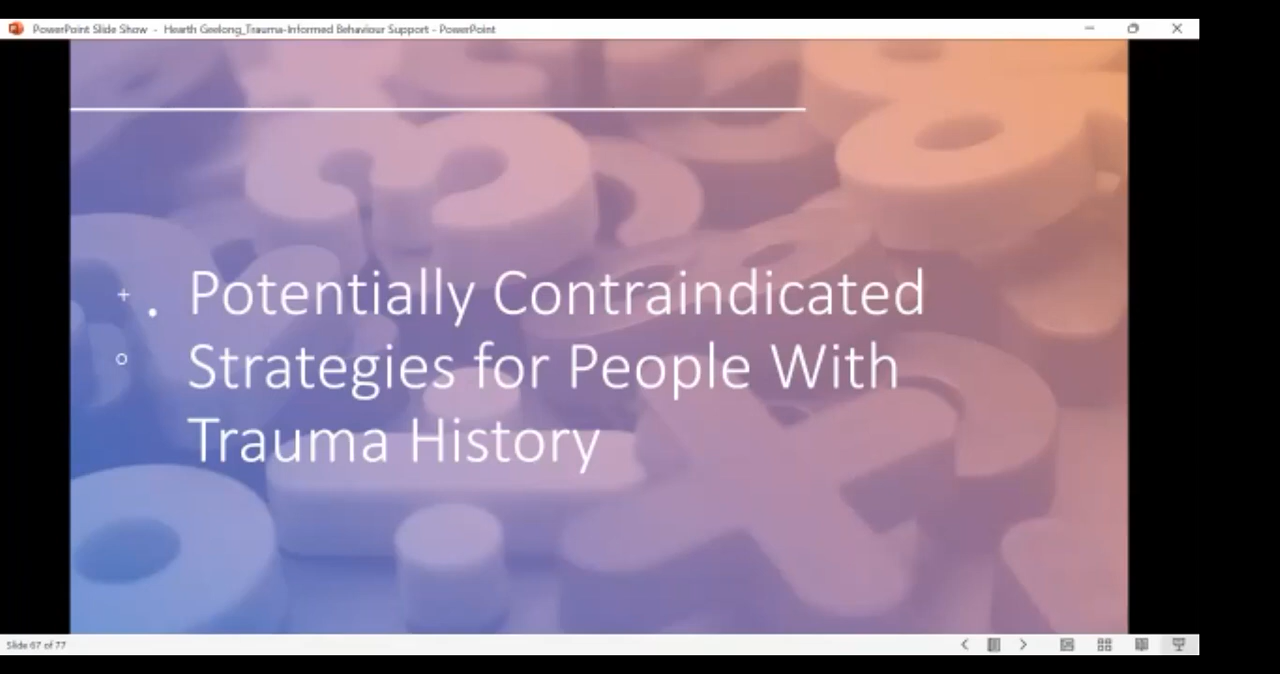 PowerPoint Slide Show - Hearth Geelong_Trauma-Informed Behaviour Support - PowerPoint
Potentially Contraindicated
Strategies for People With
Trauma History
Slide 67 of 77